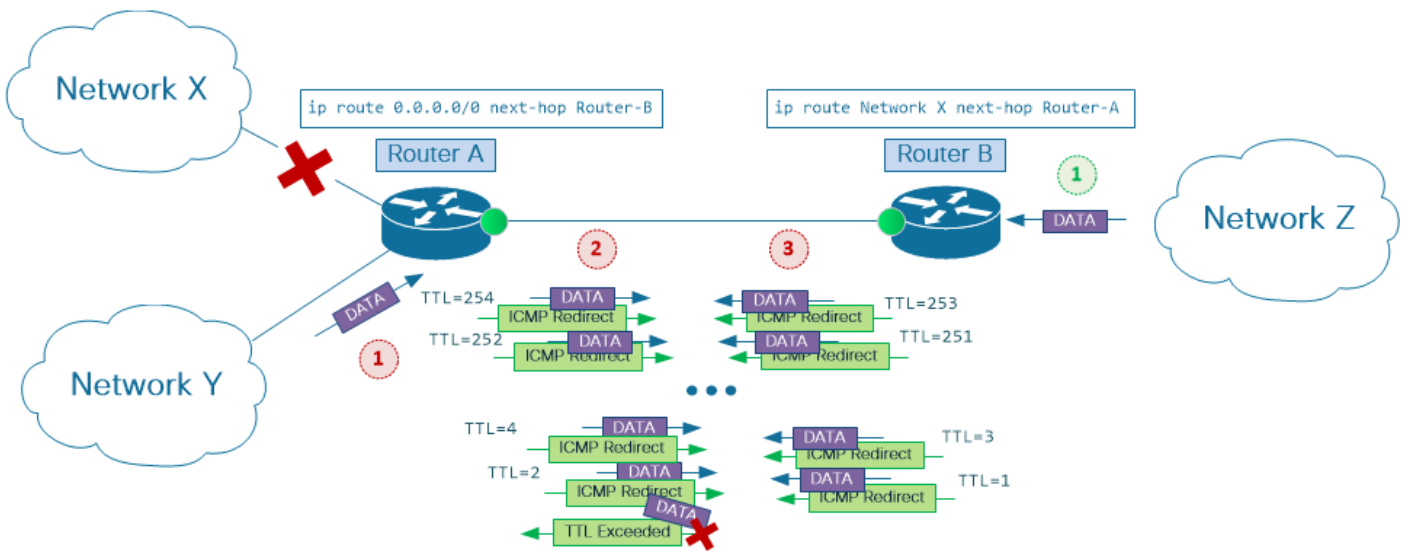 Network X
ip route 0.0.0.0/0 next-hop Router-B
ip route Network X next-hop Router-A
Router A
Router B
1
DATA
Network Z
2
3
DATA
1
Network Y
TTL=254
DATA
ICMP Redirect
DATA
ICMP Redirect
TTL=253
TTL=252
DATA
ICMP Redirect
DATA
ICMP Redirect
TTL=251
TTL=4
DATA
ICMP Redirect
DATA
ICMP Redirect
TTL=3
TTL=2
DATA
ICMP Redirect
DATA
ICMP Redirect
TTL=1
DATA
TTL Exceeded